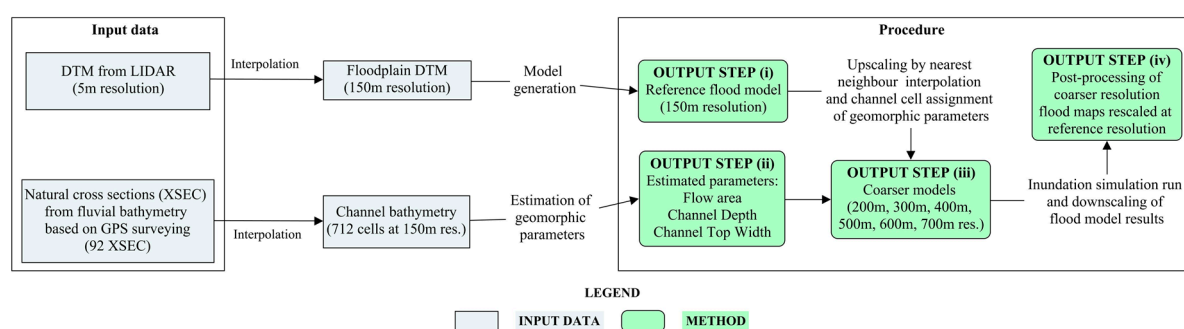 Input data
DTM from LIDAR
(5m resolution)
Interpolation
Floodplain DTM
(150m resolution)
Model
generation
Natural cross sections (XSEC)
from fluvial bathymetry
based on GPS surveying
(92 XSEC)
Interpolation
Channel bathymetry
(712 cells at 150m res.)
Estimation of
geomorphic
parameters
Procedure
OUTPUT STEP (i)
Reference flood model
(150m resolution)
Upscaling by nearest
neighbour interpolation
and channel cell assignment
of geomorphic parameters
OUTPUT STEP (iv)
Post-processing of
coarser resolution
flood maps rescaled at
reference resolution
OUTPUT STEP (ii)
Estimated parameters:
Flow area
Channel Depth
Channel Top Width
OUTPUT STEP (iii)
Coarser models
(200m, 300m, 400m,
500m, 600m, 700m res.)
Inundation simulation run
and downscaling of
flood model results
LEGEND
INPUT DATA
METHOD